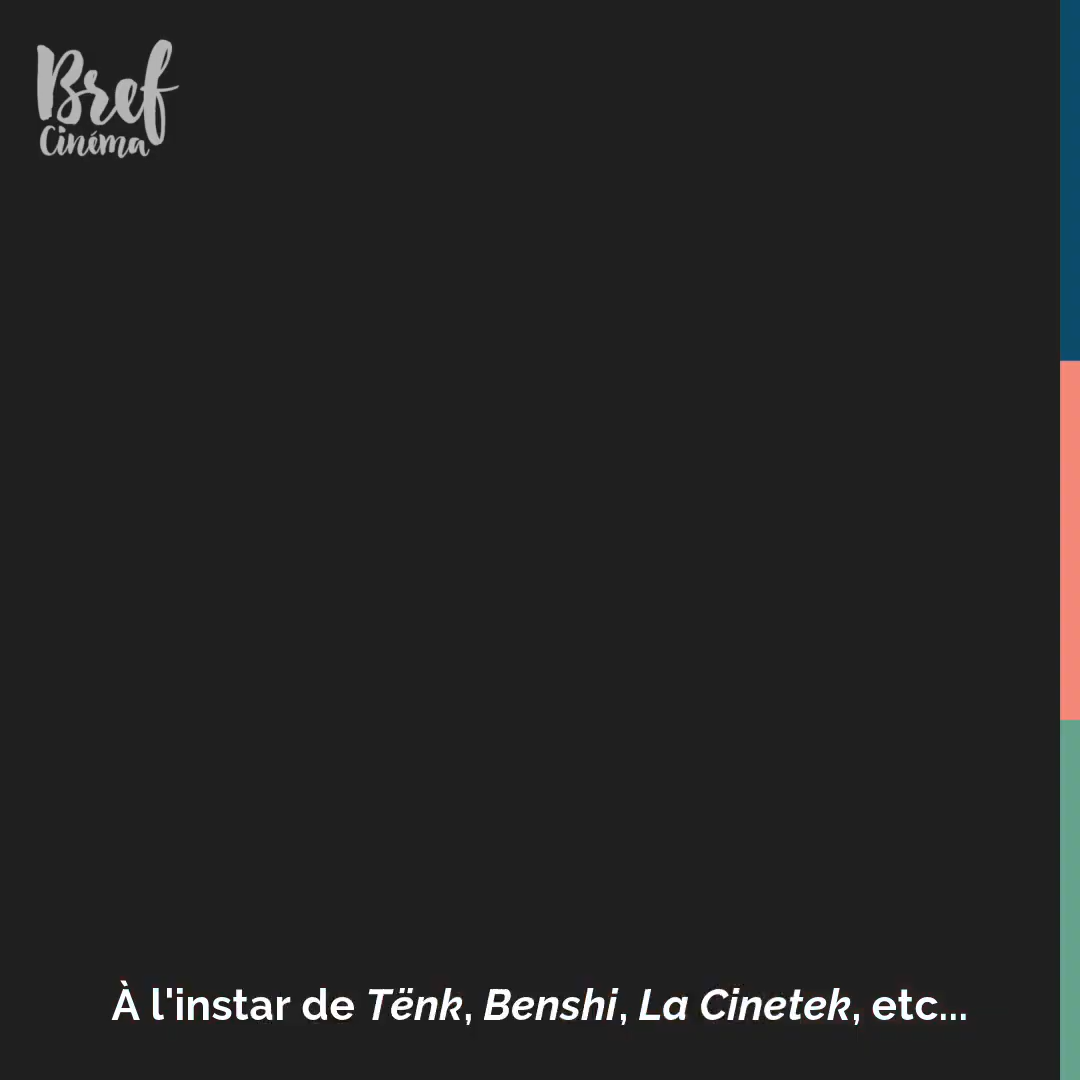 Bref
Cinéma
À l'instar de Tënk, Benshi, La Cinetek, etc...